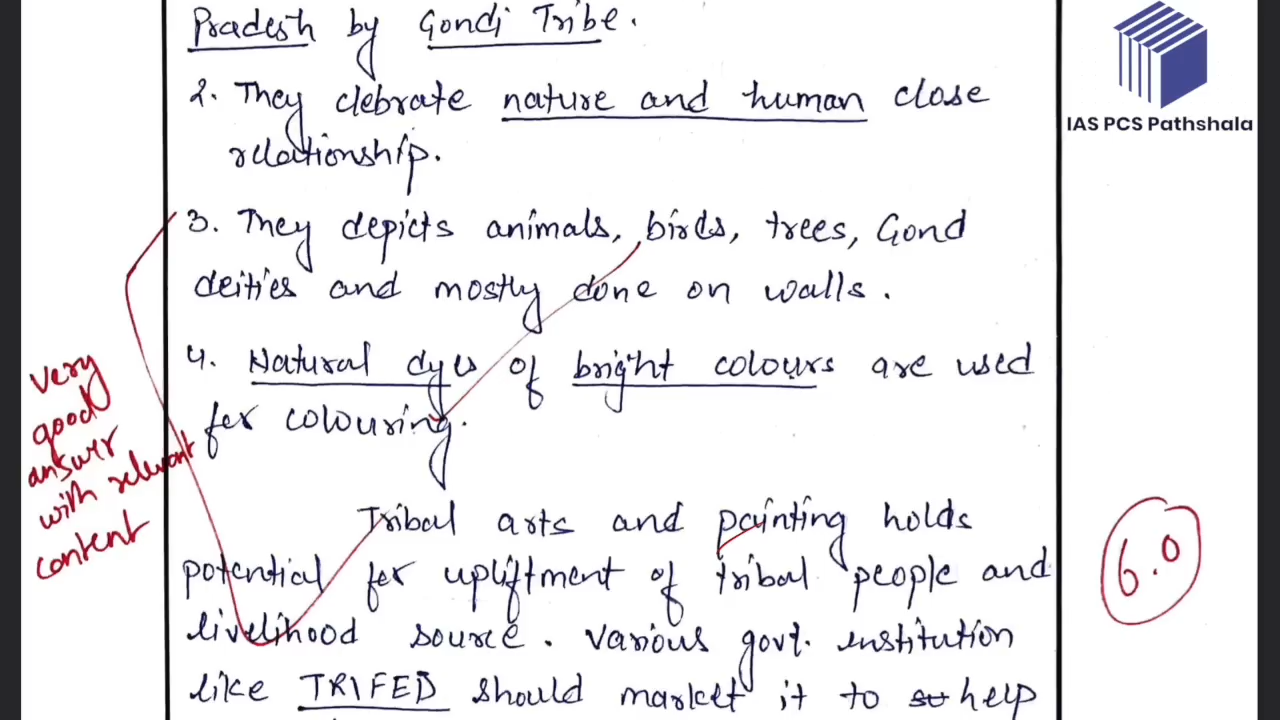 Pradesh by Gondi Tribe.
2. They clebrate nature and human close
relationship.
3. They depicts animals, birds, trees, Gond
deities and mostly done on walls.
4. Natural dyes of bright colours are used
for colouring.
Tribal arts and painting holds
potential for upliftment of tribal people and
livelihood source. Various govt. institution
like TRIFED should market it to help
very
good
answer
with relevant
content
6.0
IAS PCS Pathshala